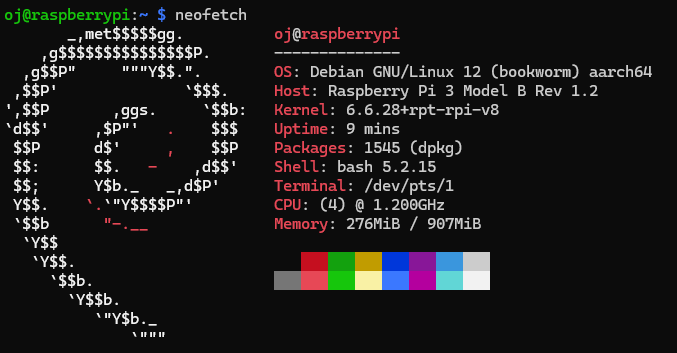 oj@raspberrypi:~ $ neofetch
       _,met$$$$$gg.          oj@raspberrypi
    ,g$$$$$$$$$$$$$$$P.       --------------
  ,g$$P"     """Y$$.".        OS: Debian GNU/Linux 12 (bookworm) aarch64
 ,$$P'              `$$$.     Host: Raspberry Pi 3 Model B Rev 1.2
',$$P       ,ggs.     `$$b:   Kernel: 6.6.28+rpt-rpi-v8
`d$$'     ,$P"'   .    $$$    Uptime: 9 mins
 $$P      d$'     ,    $$P    Packages: 1545 (dpkg)
 $$:      $$.   -    ,d$$'    Shell: bash 5.2.15
 $$;      Y$b._   _,d$P'      Terminal: /dev/pts/1
 Y$$.    `.`"Y$$$$P"'         CPU: (4) @ 1.200GHz
 `$$b      "-.__              Memory: 276MiB / 907MiB
  `Y$$
   `Y$$.
     `$$b.
       `Y$$b.
          `"Y$b._
              `"""